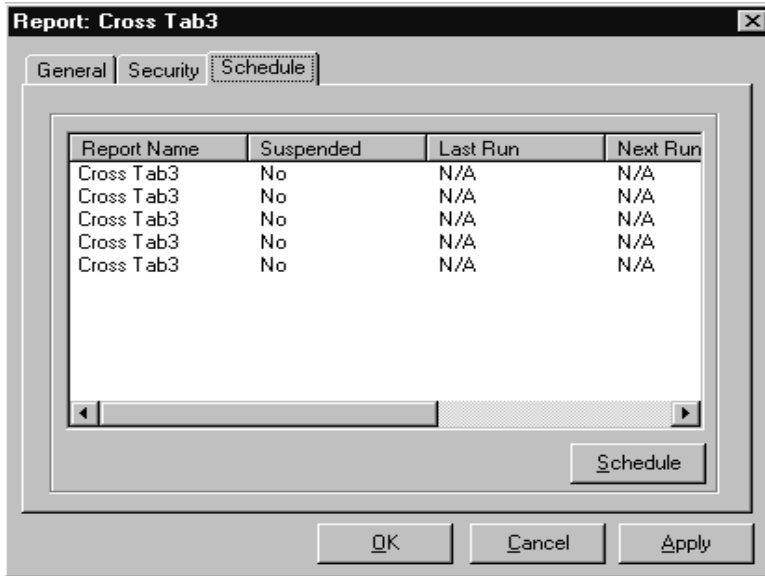 Report: Cross Tab3
General Security Schedule
Report Name Suspended Last Run Next Run
Cross Tab3 No N/A N/A
Cross Tab3 No N/A N/A
Cross Tab3 No N/A N/A
Cross Tab3 No N/A N/A
Cross Tab3 No N/A N/A
Schedule
OK Cancel Apply